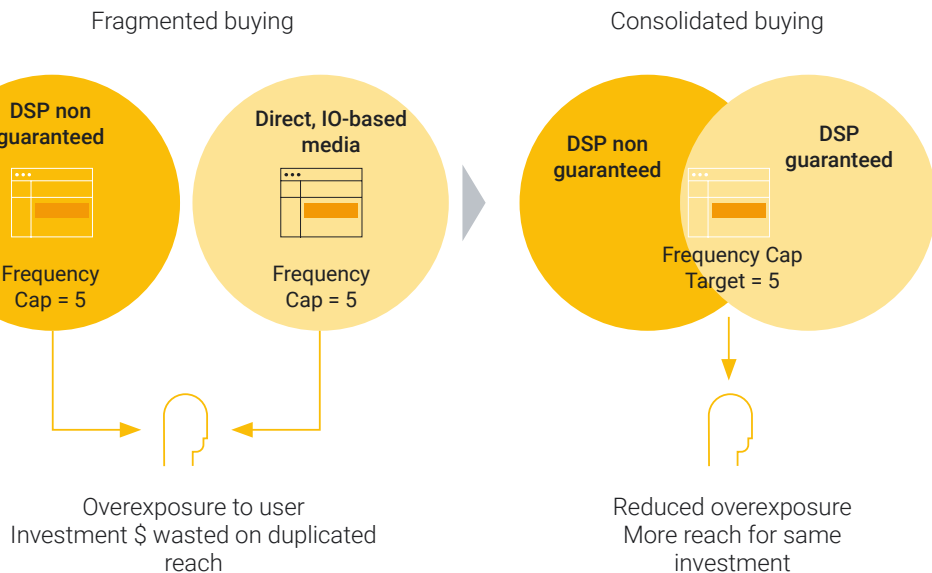 Fragmented buying
DSP non
guaranteed
Frequency
Cap = 5
Direct, IO-based
media
Frequency
Cap = 5
Overexposure to user
Investment $ wasted on duplicated
reach
Consolidated buying
DSP non
guaranteed
DSP
guaranteed
Frequency Cap
Target = 5
Reduced overexposure
More reach for same
investment